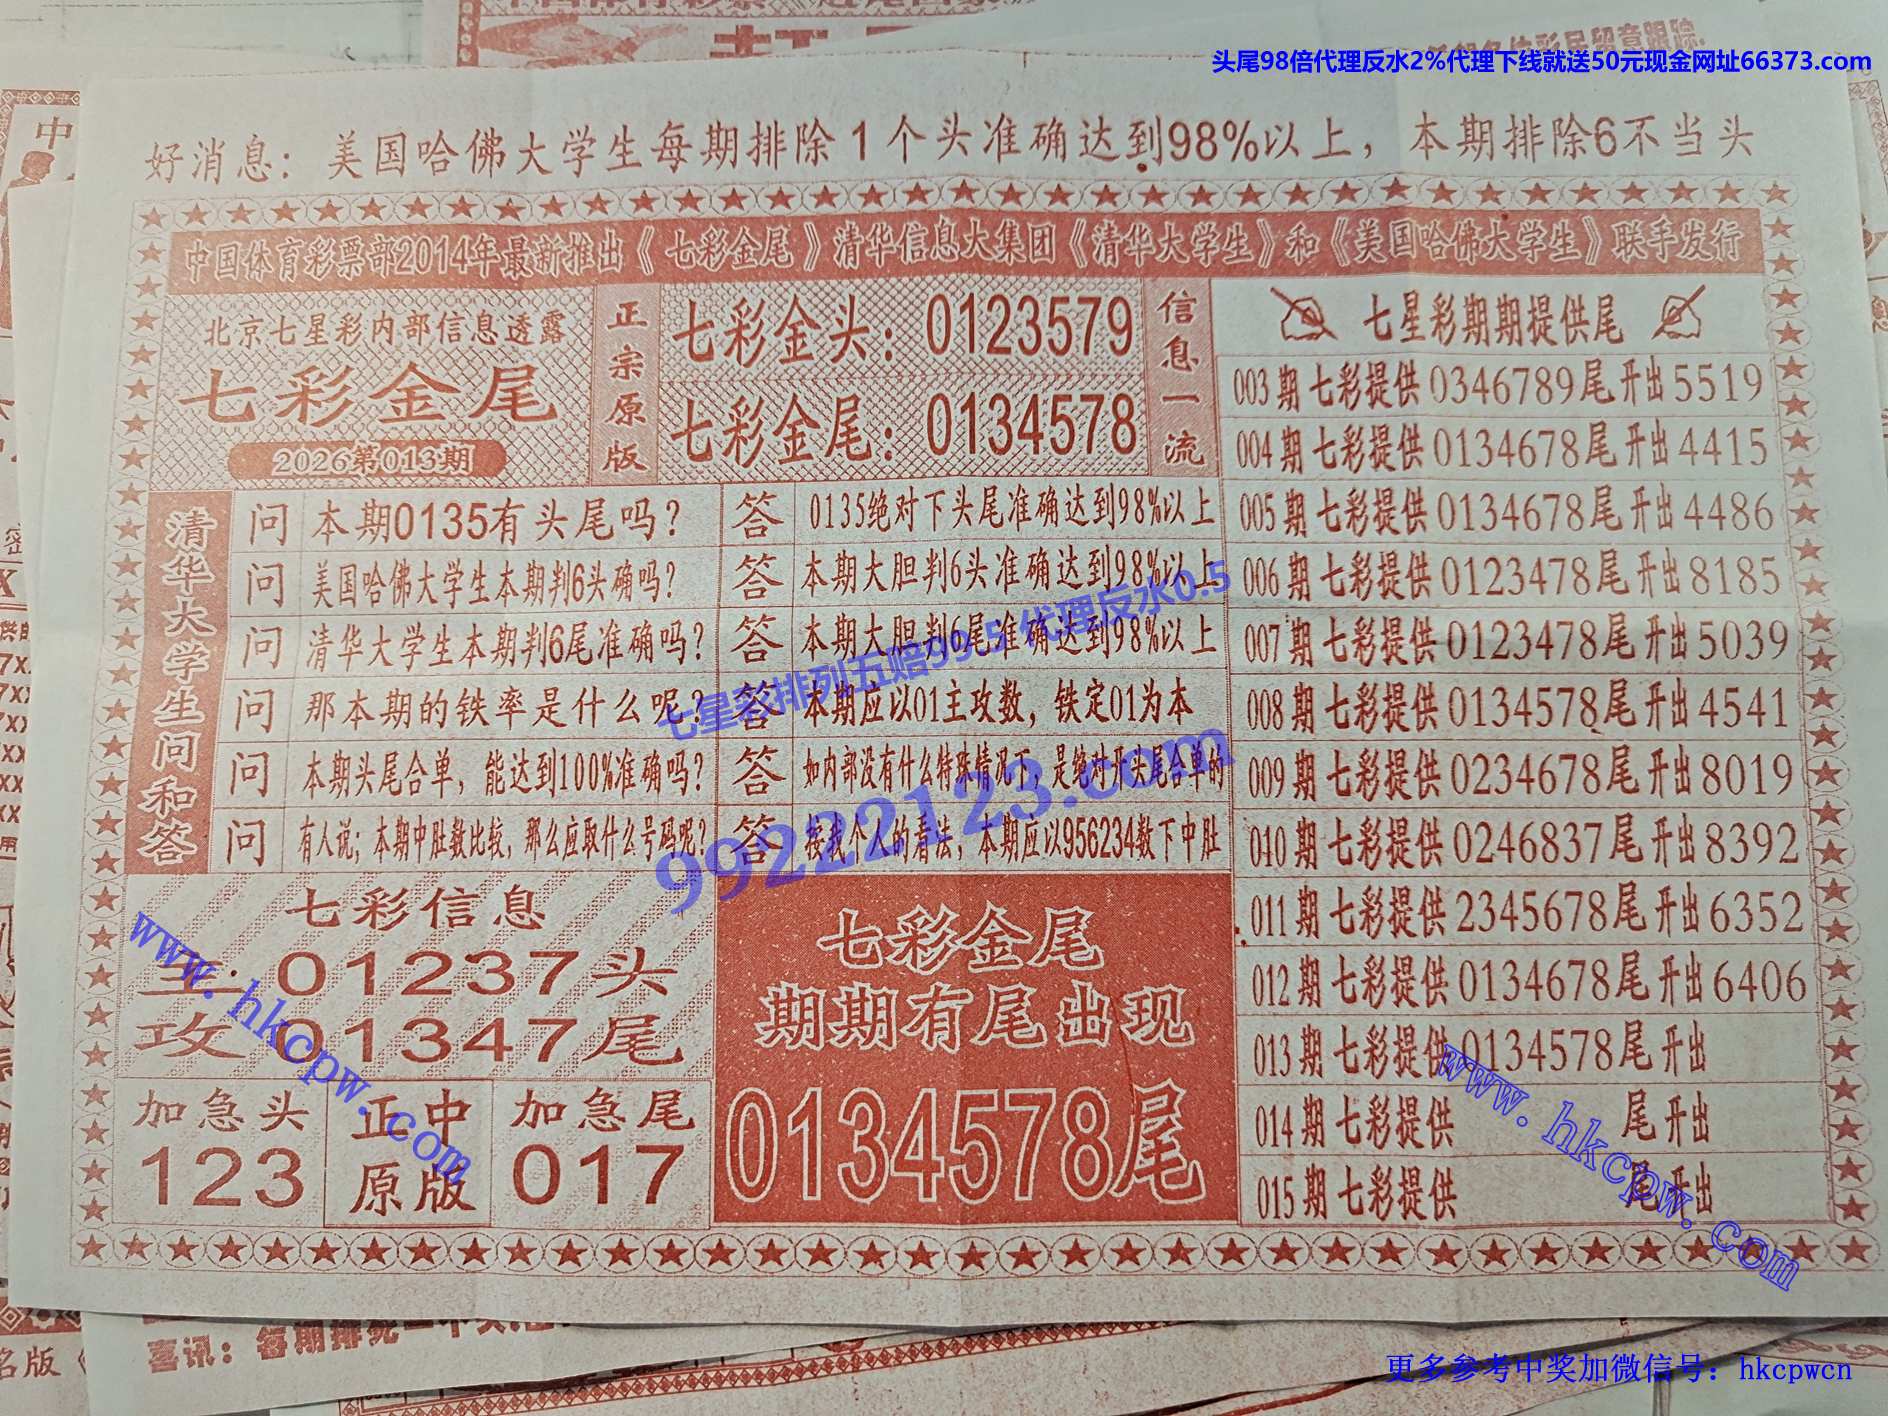 头尾98倍代理反水2%代理下线就送50元现金网址66373.com
好消息：美国哈佛大学生每期排除1个头准确达到98%以上，本期排除6不当头
中国体育彩票部2014年最新推出《七彩金尾》清华信息大集团《清华大学生》和《美国哈佛大学生》联手发行
北京七星彩内部信息透露
七彩金尾
2026第013期
正宗原版
七彩金头：0123579
七彩金尾：0134578
信息一流
清华大学生问和答
问 本期0135有头尾吗？ 答 0135绝对下头尾准确达到98%以上
问 美国哈佛大学生本期判6头确吗？ 答 本期大胆判6头准确达到98%以上
问 清华大学生本期判6尾准确吗？ 答 本期大胆判6尾准确达到98%以上
问 那本期的铁率是什么呢？ 答 本期应以01主攻数，铁定01为本
问 本期头尾合单，能达到100%准确吗？ 答 如内部没有什么特殊情况下，是绝对开头尾合单的
问 有人说；本期中肚数比较，那么应取什么号码呢？ 答 按我个人的看法，本期应以956234数下中肚
七彩信息
主 01237头
攻 01347尾
加急头
123
正中
原版
加急尾
017
七彩金尾
期期有尾出现
0134578尾
七星彩期期提供尾
003期七彩提供0346789尾开出5519
004期七彩提供0134678尾开出4415
005期七彩提供0134678尾开出4486
006期七彩提供0123478尾开出8185
007期七彩提供0123478尾开出5039
008期七彩提供0134578尾开出4541
009期七彩提供0234678尾开出8019
010期七彩提供0246837尾开出8392
011期七彩提供2345678尾开出6352
012期七彩提供0134678尾开出6406
013期七彩提供0134578尾开出
014期七彩提供 尾开出
015期七彩提供 尾开出
七星彩排列五赔99.5 代理反水0.5
99222123.com
www.hkcpw.com
www.hkcpw.com
更多参考中奖加微信号：hkcpwcn